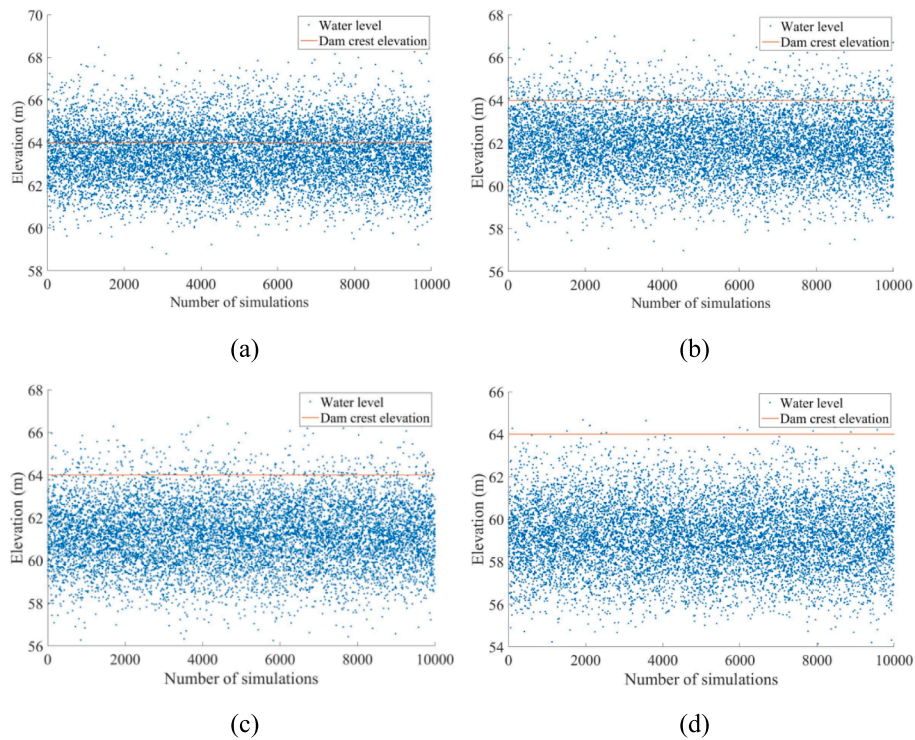 70
68
66
64
62
60
58
Elevation (m)
0 2000 4000 6000 8000 10000
Number of simulations
Water level
Dam crest elevation
(a)
68
66
64
62
60
58
56
Elevation (m)
0 2000 4000 6000 8000 10000
Number of simulations
Water level
Dam crest elevation
(b)
68
66
64
62
60
58
56
Elevation (m)
0 2000 4000 6000 8000 10000
Number of simulations
Water level
Dam crest elevation
(c)
66
64
62
60
58
56
54
Elevation (m)
0 2000 4000 6000 8000 10000
Number of simulations
Water level
Dam crest elevation
(d)